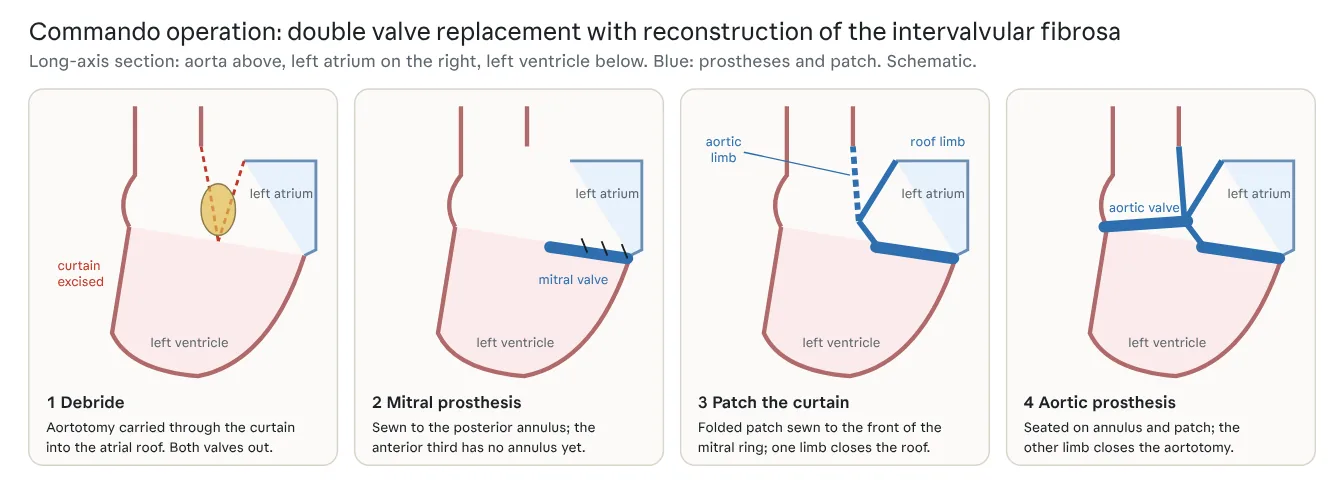 Commando operation: double valve replacement with reconstruction of the intervalvular fibrosa
Long-axis section: aorta above, left atrium on the right, left ventricle below. Blue: prostheses and patch. Schematic.
left atrium
curtain
excised
left ventricle
1 Debride
Aortotomy carried through the curtain
into the atrial roof. Both valves out.
left atrium
mitral valve
left ventricle
2 Mitral prosthesis
Sewn to the posterior annulus; the
anterior third has no annulus yet.
aortic
limb
roof limb
left atrium
left ventricle
3 Patch the curtain
Folded patch sewn to the front of the
mitral ring; one limb closes the roof.
left atrium
aortic valve
left ventricle
4 Aortic prosthesis
Seated on annulus and patch; the
other limb closes the aortotomy.